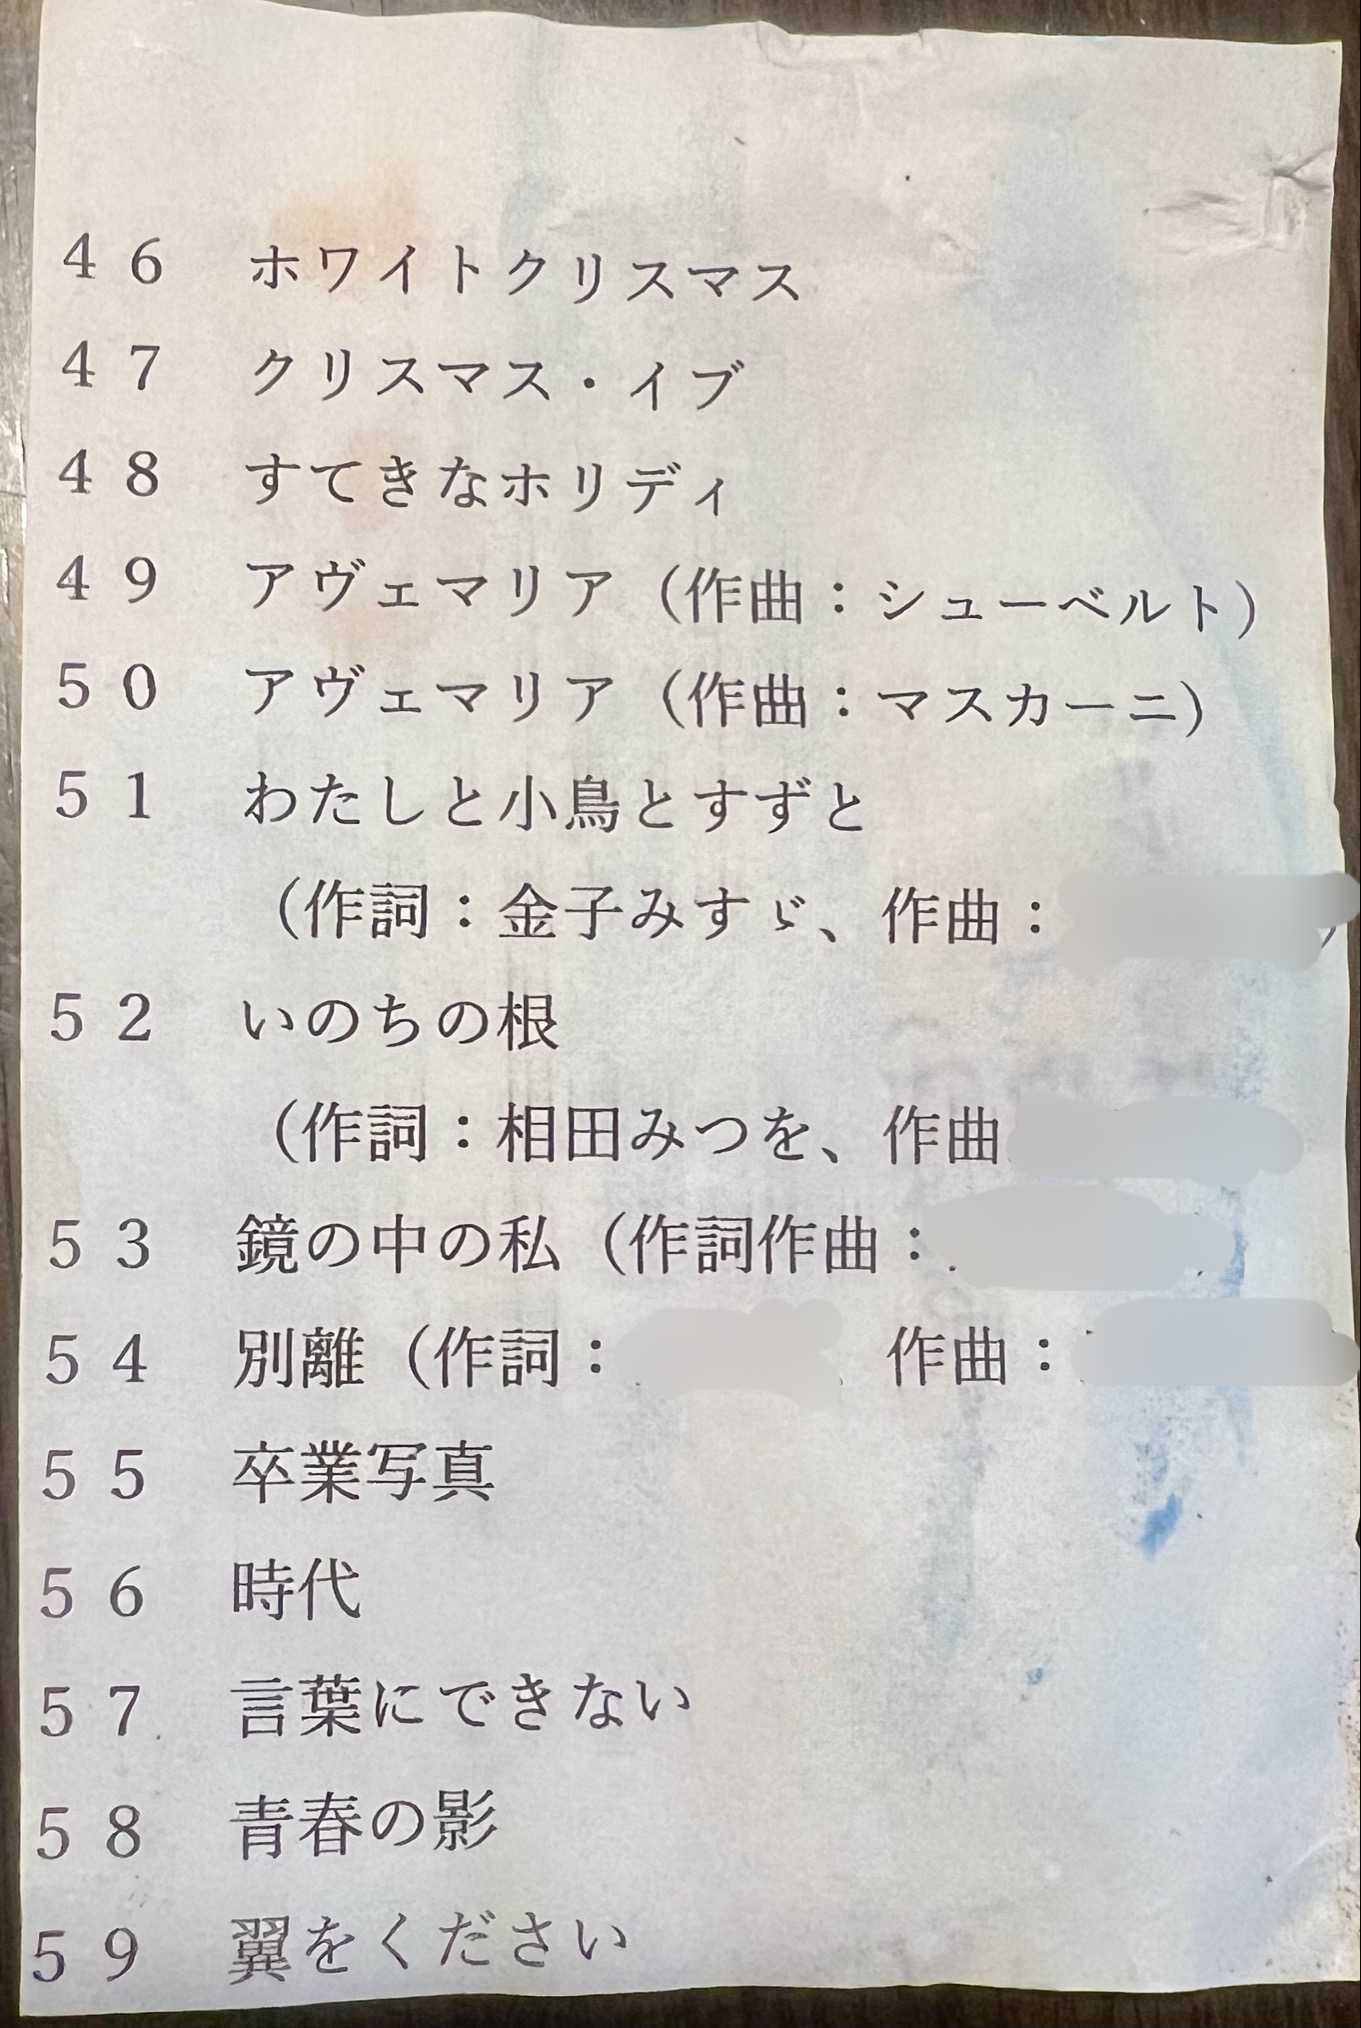 46 ホワイトクリスマス
47 クリスマス・イブ
48 すてきなホリディ
49 アヴェマリア（作曲：シューベルト）
50 アヴェマリア（作曲：マスカーニ）
51 わたしと小鳥とすずと
（作詞：金子みすゞ、作曲：　）
52 いのちの根
（作詞：相田みつを、作曲
53 鏡の中の私（作詞作曲：
54 別離（作詞：　作曲：
55 卒業写真
56 時代
57 言葉にできない
58 青春の影
59 翼をください